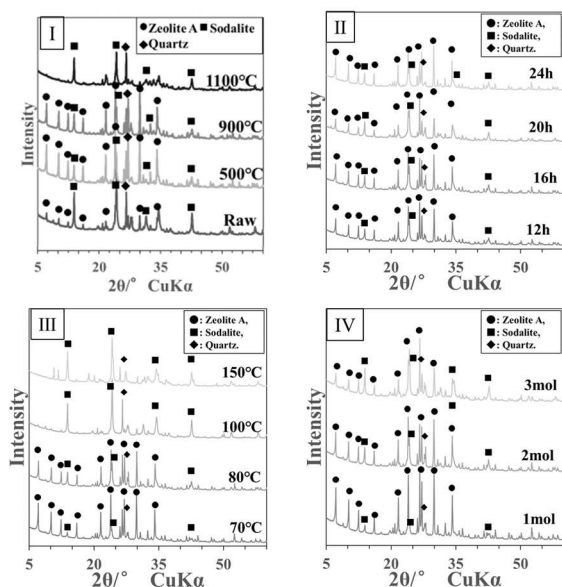 I
Zeolite A Sodalite
Quartz
1100℃
900℃
500℃
Raw
Intensity
5 20 35 50
2θ/° CuKα
II
: Zeolite A,
: Sodalite,
: Quartz.
24h
20h
16h
12h
Intensity
5 20 35 50
2θ/° CuKα
III
: Zeolite A,
: Sodalite,
: Quartz.
150℃
100℃
80℃
70℃
Intensity
5 20 35 50
2θ/° CuKα
IV
: Zeolite A,
: Sodalite,
: Quartz.
3mol
2mol
1mol
Intensity
5 20 35 50
2θ/° CuKα